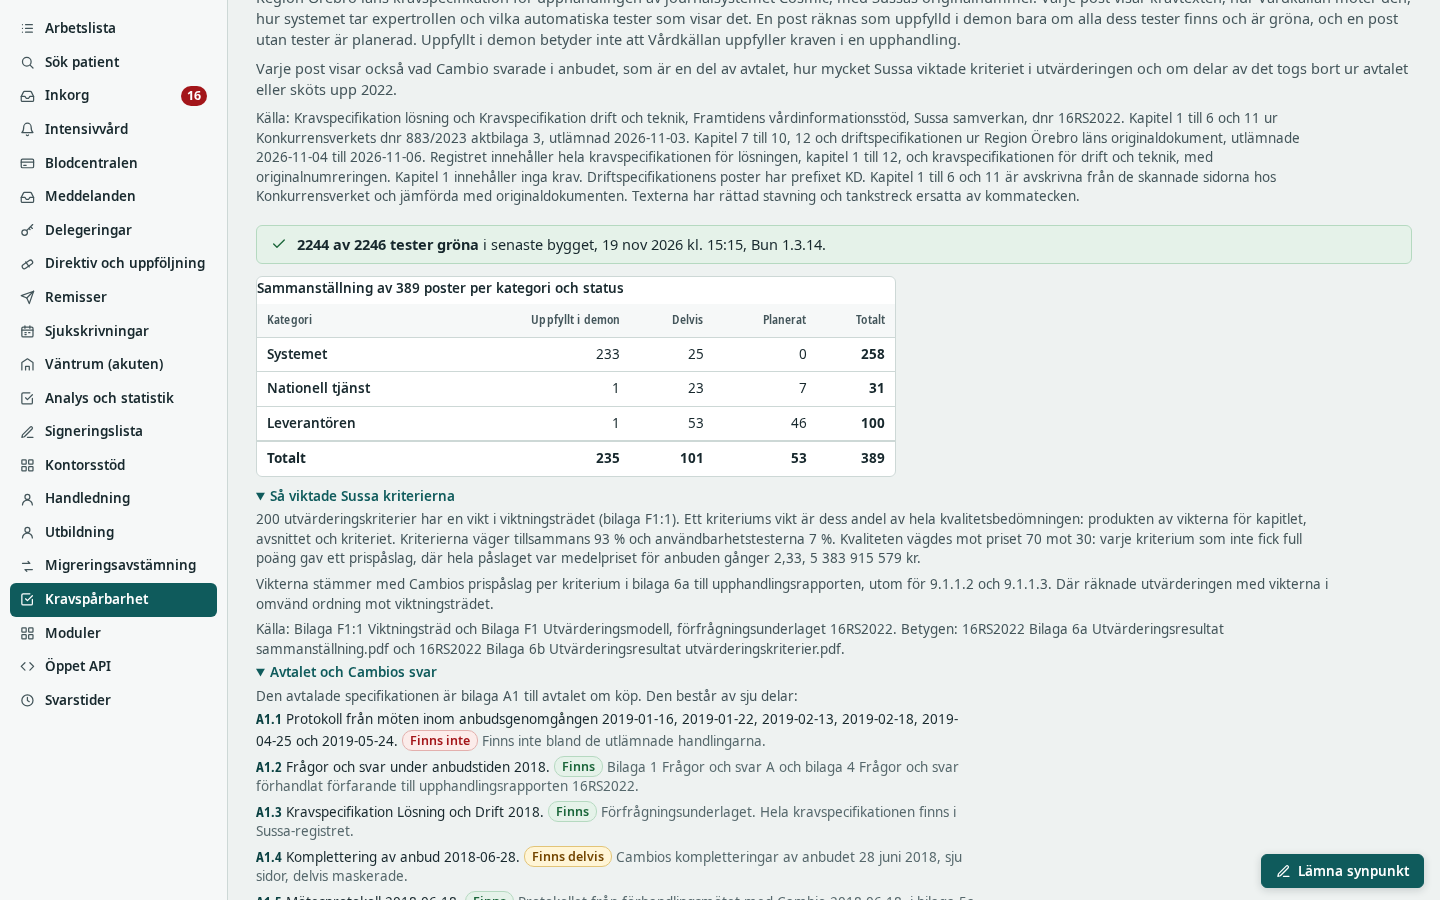 Arbetslista
Sök patient
Inkorg 16
Intensivvård
Blodcentralen
Meddelanden
Delegeringar
Direktiv och uppföljning
Remisser
Sjukskrivningar
Väntrum (akuten)
Analys och statistik
Signeringslista
Kontorsstöd
Handledning
Utbildning
Migreringsavstämning
Kravspårbarhet
Moduler
Öppet API
Svarstider
hur systemet tar expertrollen och vilka automatiska tester som visar det. En post räknas som uppfylld i demon bara om alla dess tester finns och är gröna, och en post
utan tester är planerad. Uppfyllt i demon betyder inte att Vårdkällan uppfyller kraven i en upphandling.
Varje post visar också vad Cambio svarade i anbudet, som är en del av avtalet, hur mycket Sussa viktade kriteriet i utvärderingen och om delar av det togs bort ur avtalet
eller sköts upp 2022.
Källa: Kravspecifikation lösning och Kravspecifikation drift och teknik, Framtidens vårdinformationsstöd, Sussa samverkan, dnr 16RS2022. Kapitel 1 till 6 och 11 ur
Konkurrensverkets dnr 883/2023 aktbilaga 3, utlämnad 2026-11-03. Kapitel 7 till 10, 12 och driftspecifikationen ur Region Örebro läns originaldokument, utlämnade
2026-11-04 till 2026-11-06. Registret innehåller hela kravspecifikationen för lösningen, kapitel 1 till 12, och kravspecifikationen för drift och teknik, med
originalnumreringen. Kapitel 1 innehåller inga krav. Driftspecifikationens poster har prefixet KD. Kapitel 1 till 6 och 11 är avskrivna från de skannade sidorna hos
Konkurrensverket och jämförda med originaldokumenten. Texterna har rättad stavning och tankstreck ersatta av kommatecken.
2244 av 2246 tester gröna i senaste bygget, 19 nov 2026 kl. 15:15, Bun 1.3.14.
Sammanställning av 389 poster per kategori och status
Kategori Uppfyllt i demon Delvis Planerat Totalt
Systemet 233 25 0 258
Nationell tjänst 1 23 7 31
Leverantören 1 53 46 100
Totalt 235 101 53 389
Så viktade Sussa kriterierna
200 utvärderingskriterier har en vikt i viktningsträdet (bilaga F1:1). Ett kriteriums vikt är dess andel av hela kvalitetsbedömningen: produkten av vikterna för kapitlet,
avsnittet och kriteriet. Kriterierna väger tillsammans 93 % och användbarhetstesterna 7 %. Kvaliteten vägdes mot priset 70 mot 30: varje kriterium som inte fick full
poäng gav ett prispåslag, där hela påslaget var medelpriset för anbuden gånger 2,33, 5 383 915 579 kr.
Vikterna stämmer med Cambios prispåslag per kriterium i bilaga 6a till upphandlingsrapporten, utom för 9.1.1.2 och 9.1.1.3. Där räknade utvärderingen med vikterna i
omvänd ordning mot viktningsträdet.
Källa: Bilaga F1:1 Viktningsträd och Bilaga F1 Utvärderingsmodell, förfrågningsunderlaget 16RS2022. Betygen: 16RS2022 Bilaga 6a Utvärderingsresultat
sammanställning.pdf och 16RS2022 Bilaga 6b Utvärderingsresultat utvärderingskriterier.pdf.
Avtalet och Cambios svar
Den avtalade specifikationen är bilaga A1 till avtalet om köp. Den består av sju delar:
A1.1 Protokoll från möten inom anbudsgenomgången 2019-01-16, 2019-01-22, 2019-02-13, 2019-02-18, 2019-
04-25 och 2019-05-24. Finns inte Finns inte bland de utlämnade handlingarna.
A1.2 Frågor och svar under anbudstiden 2018. Finns Bilaga 1 Frågor och svar A och bilaga 4 Frågor och svar
förhandlat förfarande till upphandlingsrapporten 16RS2022.
A1.3 Kravspecifikation Lösning och Drift 2018. Finns Förfrågningsunderlaget. Hela kravspecifikationen finns i
Sussa-registret.
A1.4 Komplettering av anbud 2018-06-28. Finns delvis Cambios kompletteringar av anbudet 28 juni 2018, sju
sidor, delvis maskerade.
Lämna synpunkt